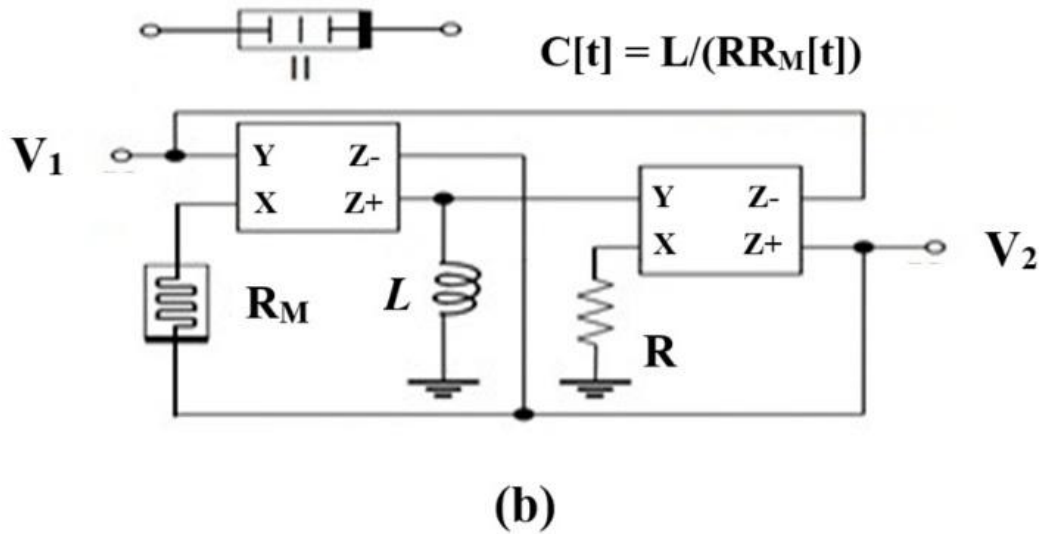 C[t] = L/(RR_M[t])
V₁
Y Z-
X Z+
R_M
L
Y Z-
X Z+
R
V₂
(b)